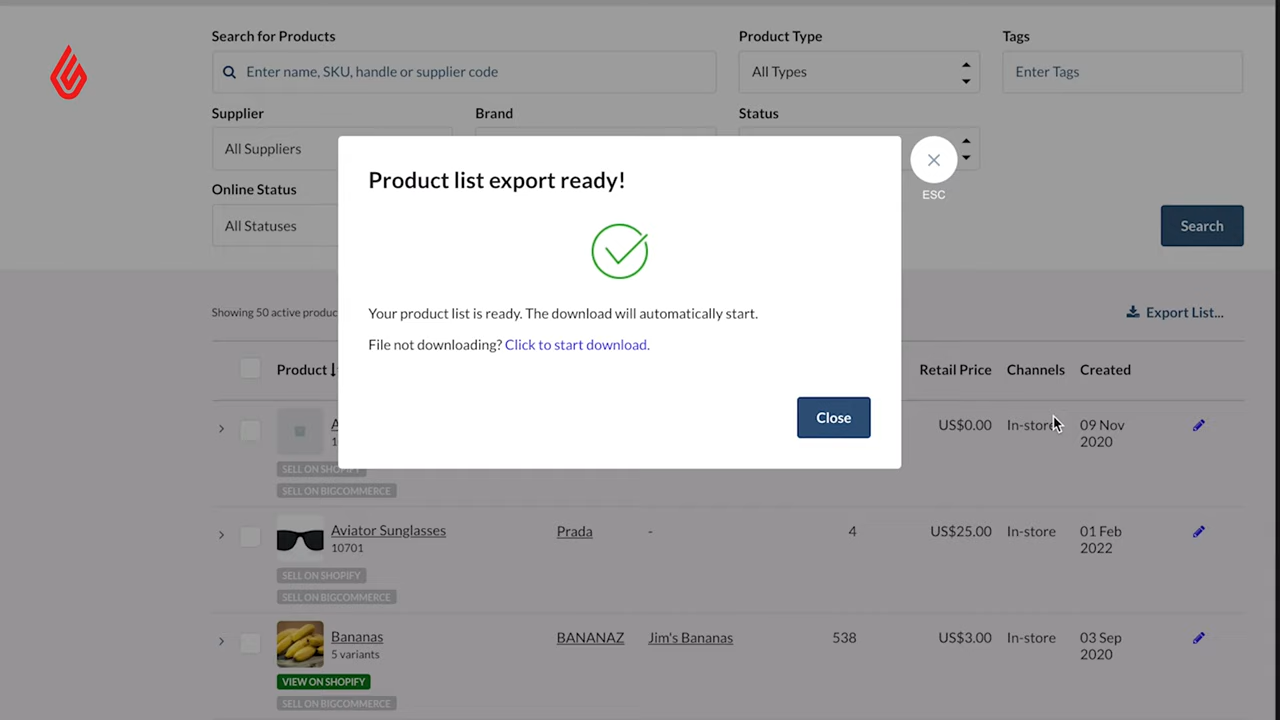 Search for Products
Product Type
Tags
Enter name, SKU, handle or supplier code
All Types
Enter Tags
Supplier
Brand
Status
All Suppliers
Product list export ready!
ESC
Online Status
All Statuses
Search
Your product list is ready. The download will automatically start.
File not downloading? Click to start download.
Showing 50 active
Export List...
Product
Retail Price
Channels
Created
Close
US$0.00
In-store
09 Nov
2020
SELL ON SHOPIFY
SELL ON BIGCOMMERCE
Aviator Sunglasses
10701
Prada
-
4
US$25.00
In-store
01 Feb
2022
SELL ON SHOPIFY
SELL ON BIGCOMMERCE
Bananas
5 variants
BANANAZ
Jim's Bananas
538
US$3.00
In-store
03 Sep
2020
VIEW ON SHOPIFY
SELL ON BIGCOMMERCE